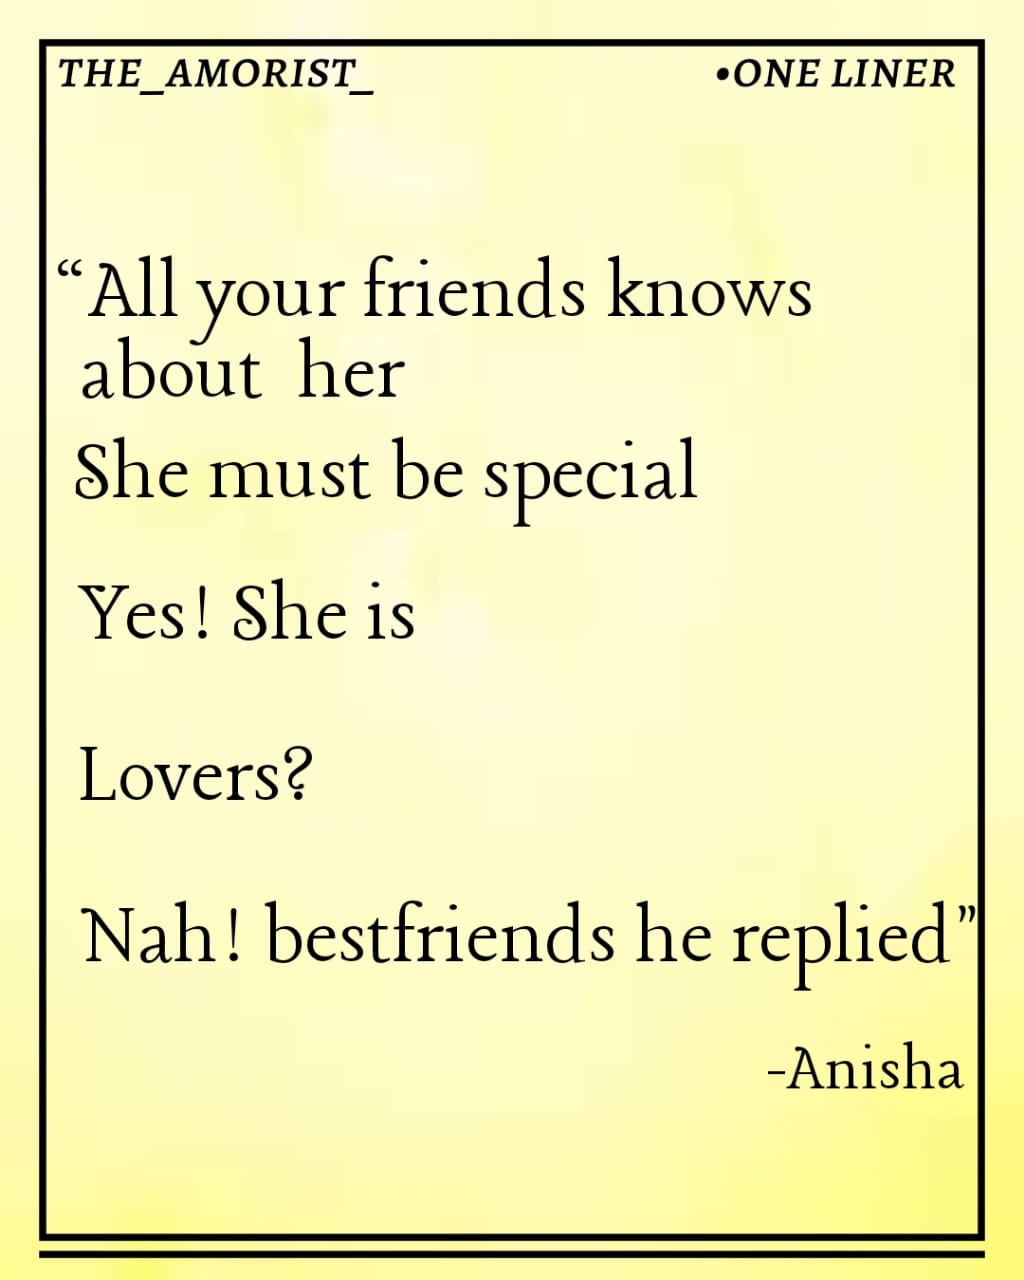 THE_AMORIST_
•ONE LINER
“All your friends knows
about her
She must be special
Yes! She is
Lovers?
Nah! bestfriends he replied”
-Anisha